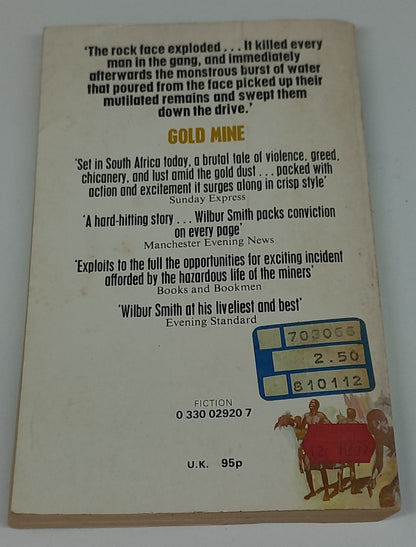 'The rock face exploded . . . It killed every
man in the gang, and immediately
afterwards the monstrous burst of water
that poured from the face picked up their
mutilated remains and swept them
down the drive.'
GOLD MINE
'Set in South Africa today, a brutal tale of violence, greed,
chicanery, and lust amid the gold dust . . . packed with
action and excitement it surges along in crisp style'
Sunday Express
'A hard-hitting story . . . Wilbur Smith packs conviction
on every page'
Manchester Evening News
'Exploits to the full the opportunities for exciting incident
afforded by the hazardous life of the miners'
Books and Bookmen
'Wilbur Smith at his liveliest and best'
Evening Standard
703066
2.50
810112
FICTION
0 330 02920 7
U.K. 95p